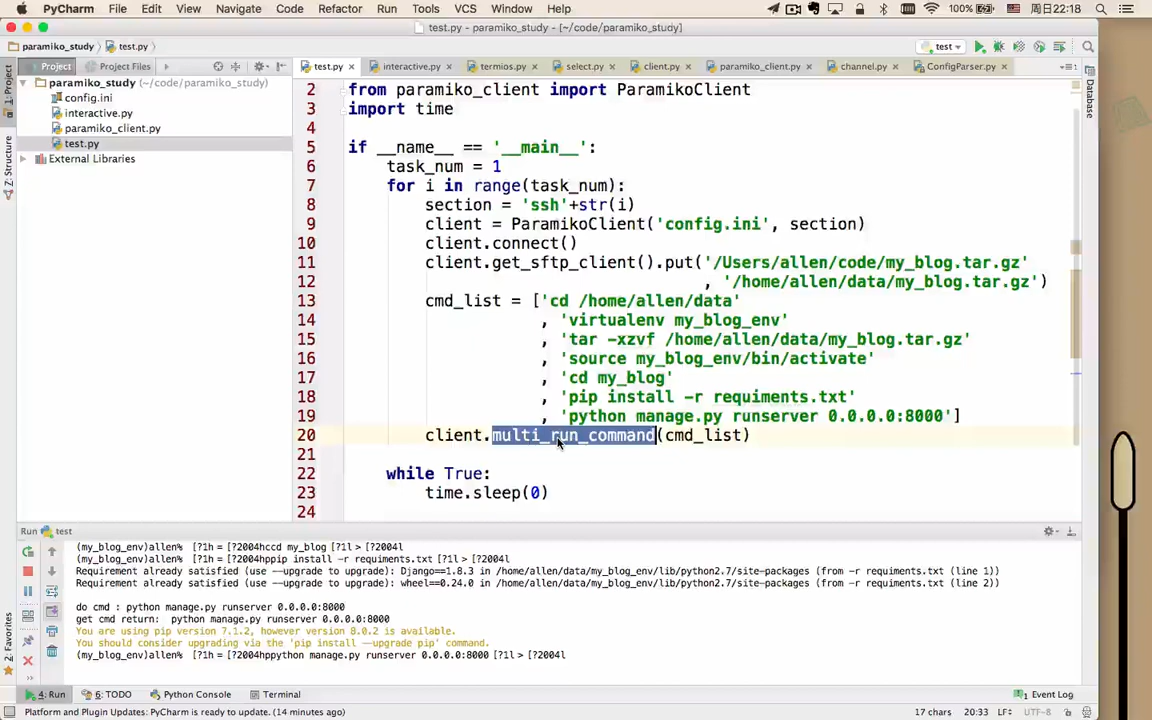 PyCharm File Edit View Navigate Code Refactor Run Tools VCS Window Help 100% 周日22:18
test.py - paramiko_study - [~/code/paramiko_study]
paramiko_study test.py test
Project Project Files test.py interactive.py termios.py select.py client.py paramiko_client.py channel.py ConfigParser.py
1: Project
Z: Structure
Favorites
Database
paramiko_study (~/code/paramiko_study)
config.ini
interactive.py
paramiko_client.py
test.py
External Libraries
2 from paramiko_client import ParamikoClient
3 import time
4
5 if __name__ == '__main__':
6 task_num = 1
7 for i in range(task_num):
8 section = 'ssh'+str(i)
9 client = ParamikoClient('config.ini', section)
10 client.connect()
11 client.get_sftp_client().put('/Users/allen/code/my_blog.tar.gz'
12 , '/home/allen/data/my_blog.tar.gz')
13 cmd_list = ['cd /home/allen/data'
14 , 'virtualenv my_blog_env'
15 , 'tar -xzvf /home/allen/data/my_blog.tar.gz'
16 , 'source my_blog_env/bin/activate'
17 , 'cd my_blog'
18 , 'pip install -r requiments.txt'
19 , 'python manage.py runserver 0.0.0.0:8000']
20 client.multi_run_command(cmd_list)
21
22 while True:
23 time.sleep(0)
24
Run test
(my_blog_env)allen% [?1h = [?2004hccd my_blog [?1l > [?2004l
(my_blog_env)allen% [?1h = [?2004hppip install -r requiments.txt [?1l > [?2004l
Requirement already satisfied (use --upgrade to upgrade): Django==1.8.3 in /home/allen/data/my_blog_env/lib/python2.7/site-packages (from -r requiments.txt (line 1))
Requirement already satisfied (use --upgrade to upgrade): wheel==0.24.0 in /home/allen/data/my_blog_env/lib/python2.7/site-packages (from -r requiments.txt (line 2))
do cmd : python manage.py runserver 0.0.0.0:8000
get cmd return: python manage.py runserver 0.0.0.0:8000
You are using pip version 7.1.2, however version 8.0.2 is available.
You should consider upgrading via the 'pip install --upgrade pip' command.
(my_blog_env)allen% [?1h = [?2004hppython manage.py runserver 0.0.0.0:8000 [?1l > [?2004l
4: Run 6: TODO Python Console Terminal 1 Event Log
Platform and Plugin Updates: PyCharm is ready to update. (14 minutes ago) 17 chars 20:33 LF UTF-8